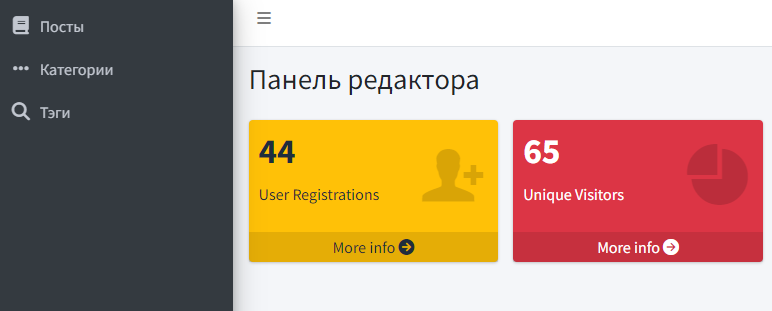 Посты
Категории
Тэги
Панель редактора
44
User Registrations
More info
65
Unique Visitors
More info